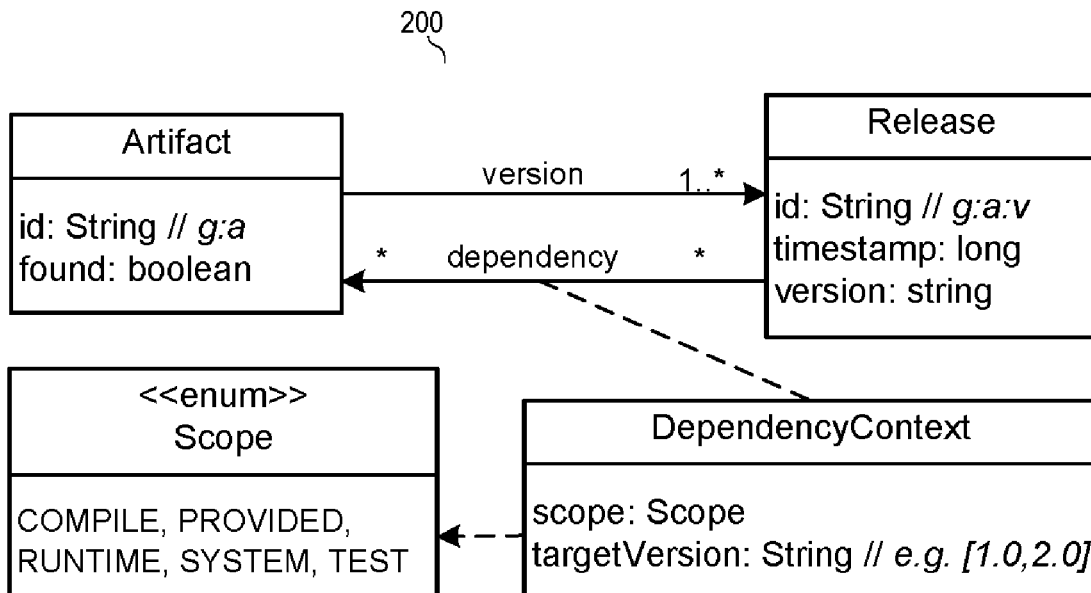 200
Artifact
id: String // g:a
found: boolean
version 1..*
* dependency *
Release
id: String // g:a:v
timestamp: long
version: string
<<enum>>
Scope
COMPILE, PROVIDED,
RUNTIME, SYSTEM, TEST
DependencyContext
scope: Scope
targetVersion: String // e.g. [1.0,2.0]